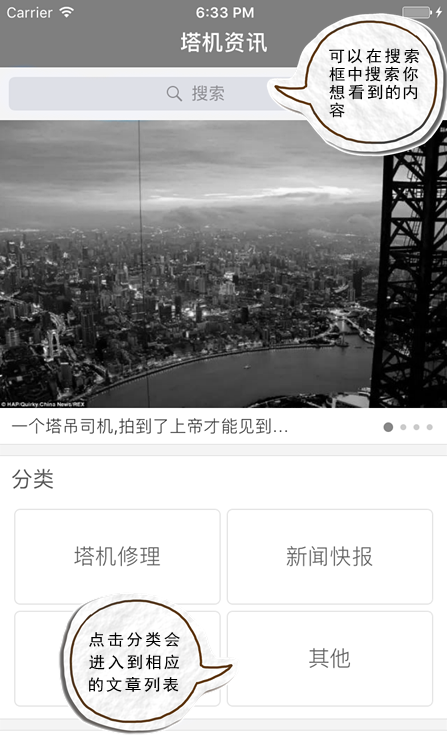 Carrier 6:33 PM
塔机资讯
搜索
可以在搜索
框中搜索你
想看到的内
容
© HAP/Quirky China News/REX
一个塔吊司机,拍到了上帝才能见到...
分类
塔机修理
新闻快报
点击分类会
进入到相应
的文章列表
其他